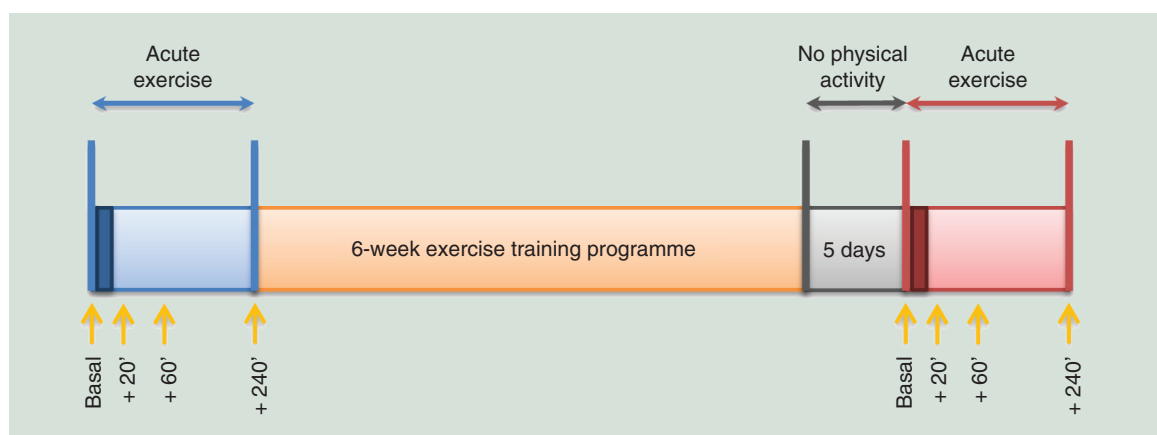 Acute
exercise
No physical
activity
Acute
exercise
6-week exercise training programme
5 days
Basal
+ 20’
+ 60’
+ 240’
Basal
+ 20’
+ 60’
+ 240’